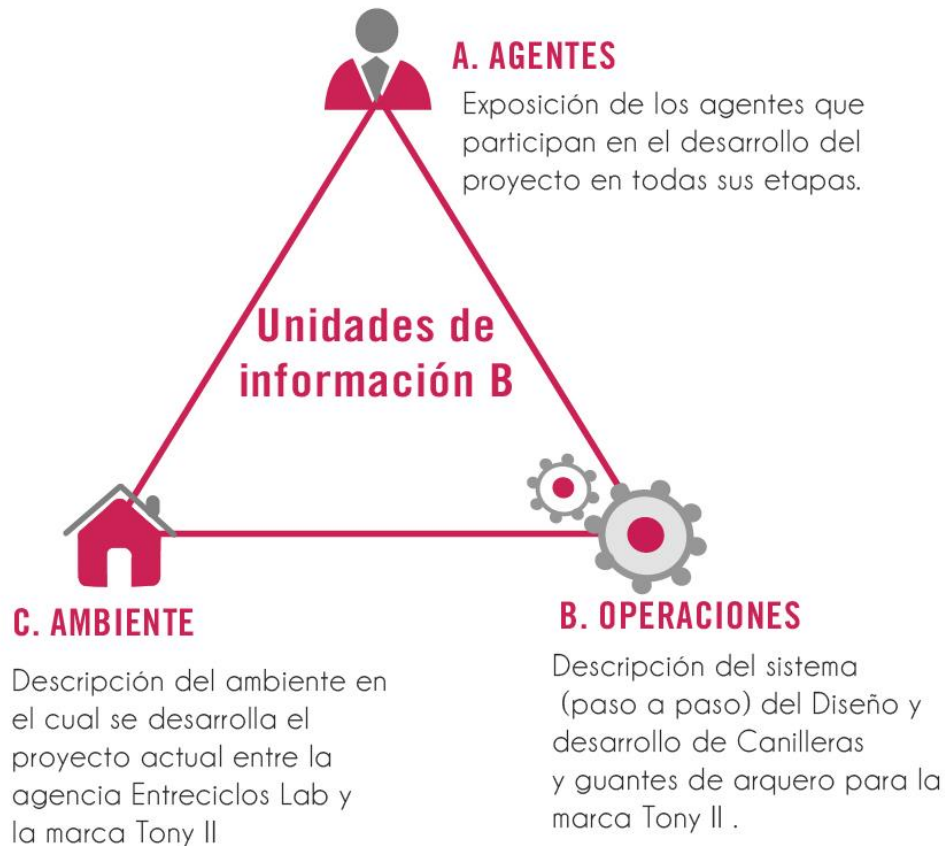 A. AGENTES
Exposición de los agentes que
participan en el desarrollo del
proyecto en todas sus etapas.
Unidades de
información B
C. AMBIENTE
Descripción del ambiente en
el cual se desarrolla el
proyecto actual entre la
agencia Entreciclos Lab y
la marca Tony II
B. OPERACIONES
Descripción del sistema
(paso a paso) del Diseño y
desarrollo de Canilleras
y guantes de arquero para la
marca Tony II .